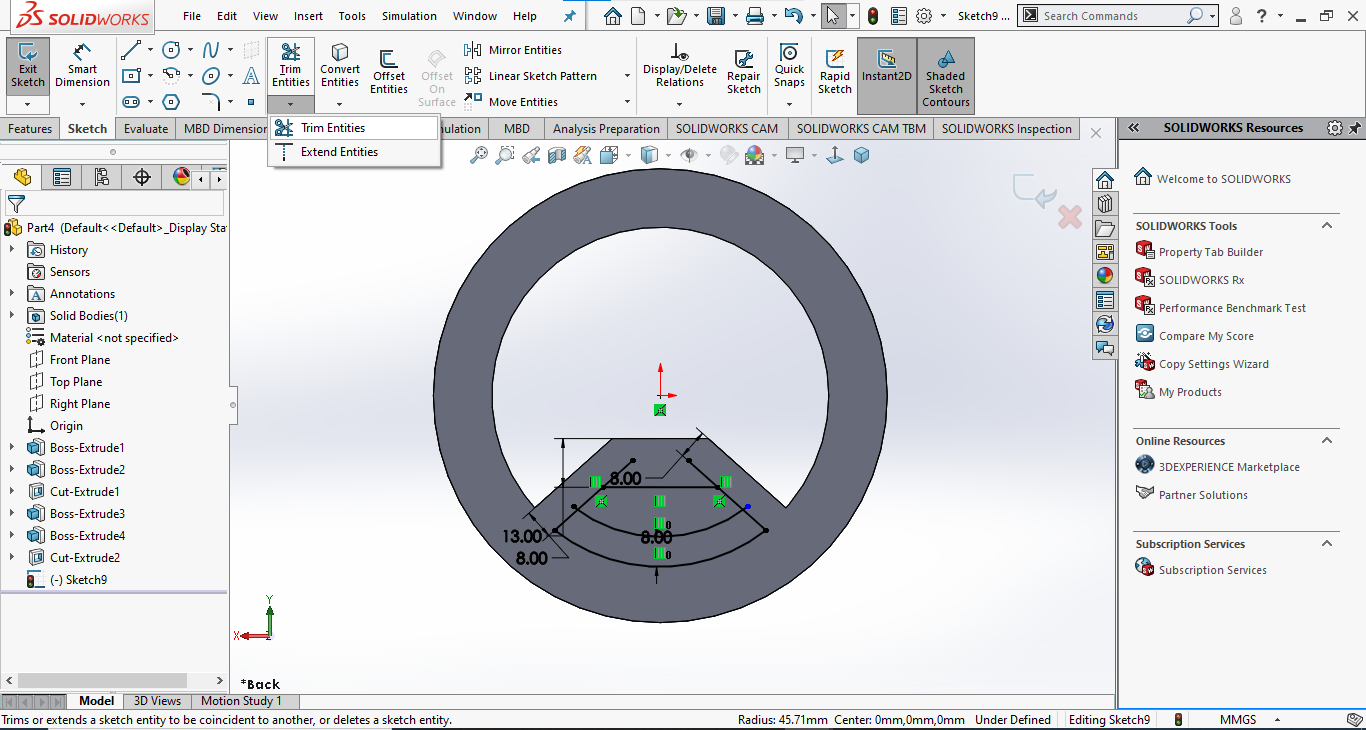 SOLIDWORKS File Edit View Insert Tools Simulation Window Help Sketch9 ... Search Commands
Exit Sketch
Smart Dimension
Trim Entities
Convert Entities
Offset Entities
Offset On Surface
Mirror Entities
Linear Sketch Pattern
Move Entities
Display/Delete Relations
Repair Sketch
Quick Snaps
Rapid Sketch
Instant2D
Shaded Sketch Contours
Features Sketch Evaluate MBD Dimension ulation MBD Analysis Preparation SOLIDWORKS CAM SOLIDWORKS CAM TBM SOLIDWORKS Inspection
Trim Entities
Extend Entities
Part4 (Default<<Default>_Display Sta
History
Sensors
Annotations
Solid Bodies(1)
Material <not specified>
Front Plane
Top Plane
Right Plane
Origin
Boss-Extrude1
Boss-Extrude2
Cut-Extrude1
Boss-Extrude3
Boss-Extrude4
Cut-Extrude2
(-) Sketch9
8.00
13.00
8.00
8.00
0
0
Y
X
*Back
SOLIDWORKS Resources
Welcome to SOLIDWORKS
SOLIDWORKS Tools
Property Tab Builder
SOLIDWORKS Rx
Performance Benchmark Test
Compare My Score
Copy Settings Wizard
My Products
Online Resources
3DEXPERIENCE Marketplace
Partner Solutions
Subscription Services
Subscription Services
Model 3D Views Motion Study 1
Trims or extends a sketch entity to be coincident to another, or deletes a sketch entity. Radius: 45.71mm Center: 0mm,0mm,0mm Under Defined Editing Sketch9 MMGS